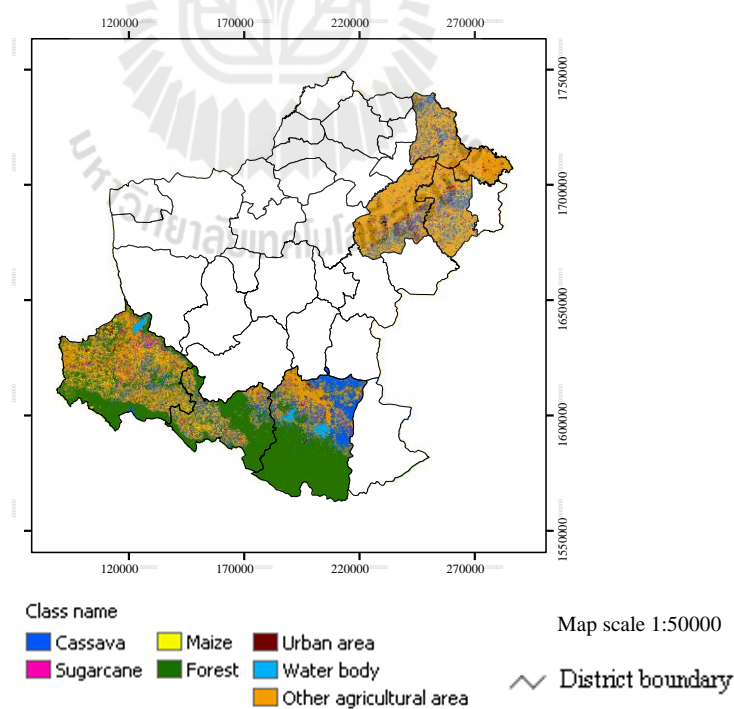 120000 170000 220000 270000
1750000
1700000
1650000
1600000
1550000
120000 170000 220000 270000
Class name
Cassava Maize Urban area
Sugarcane Forest Water body
Other agricultural area
Map scale 1:50000
District boundary